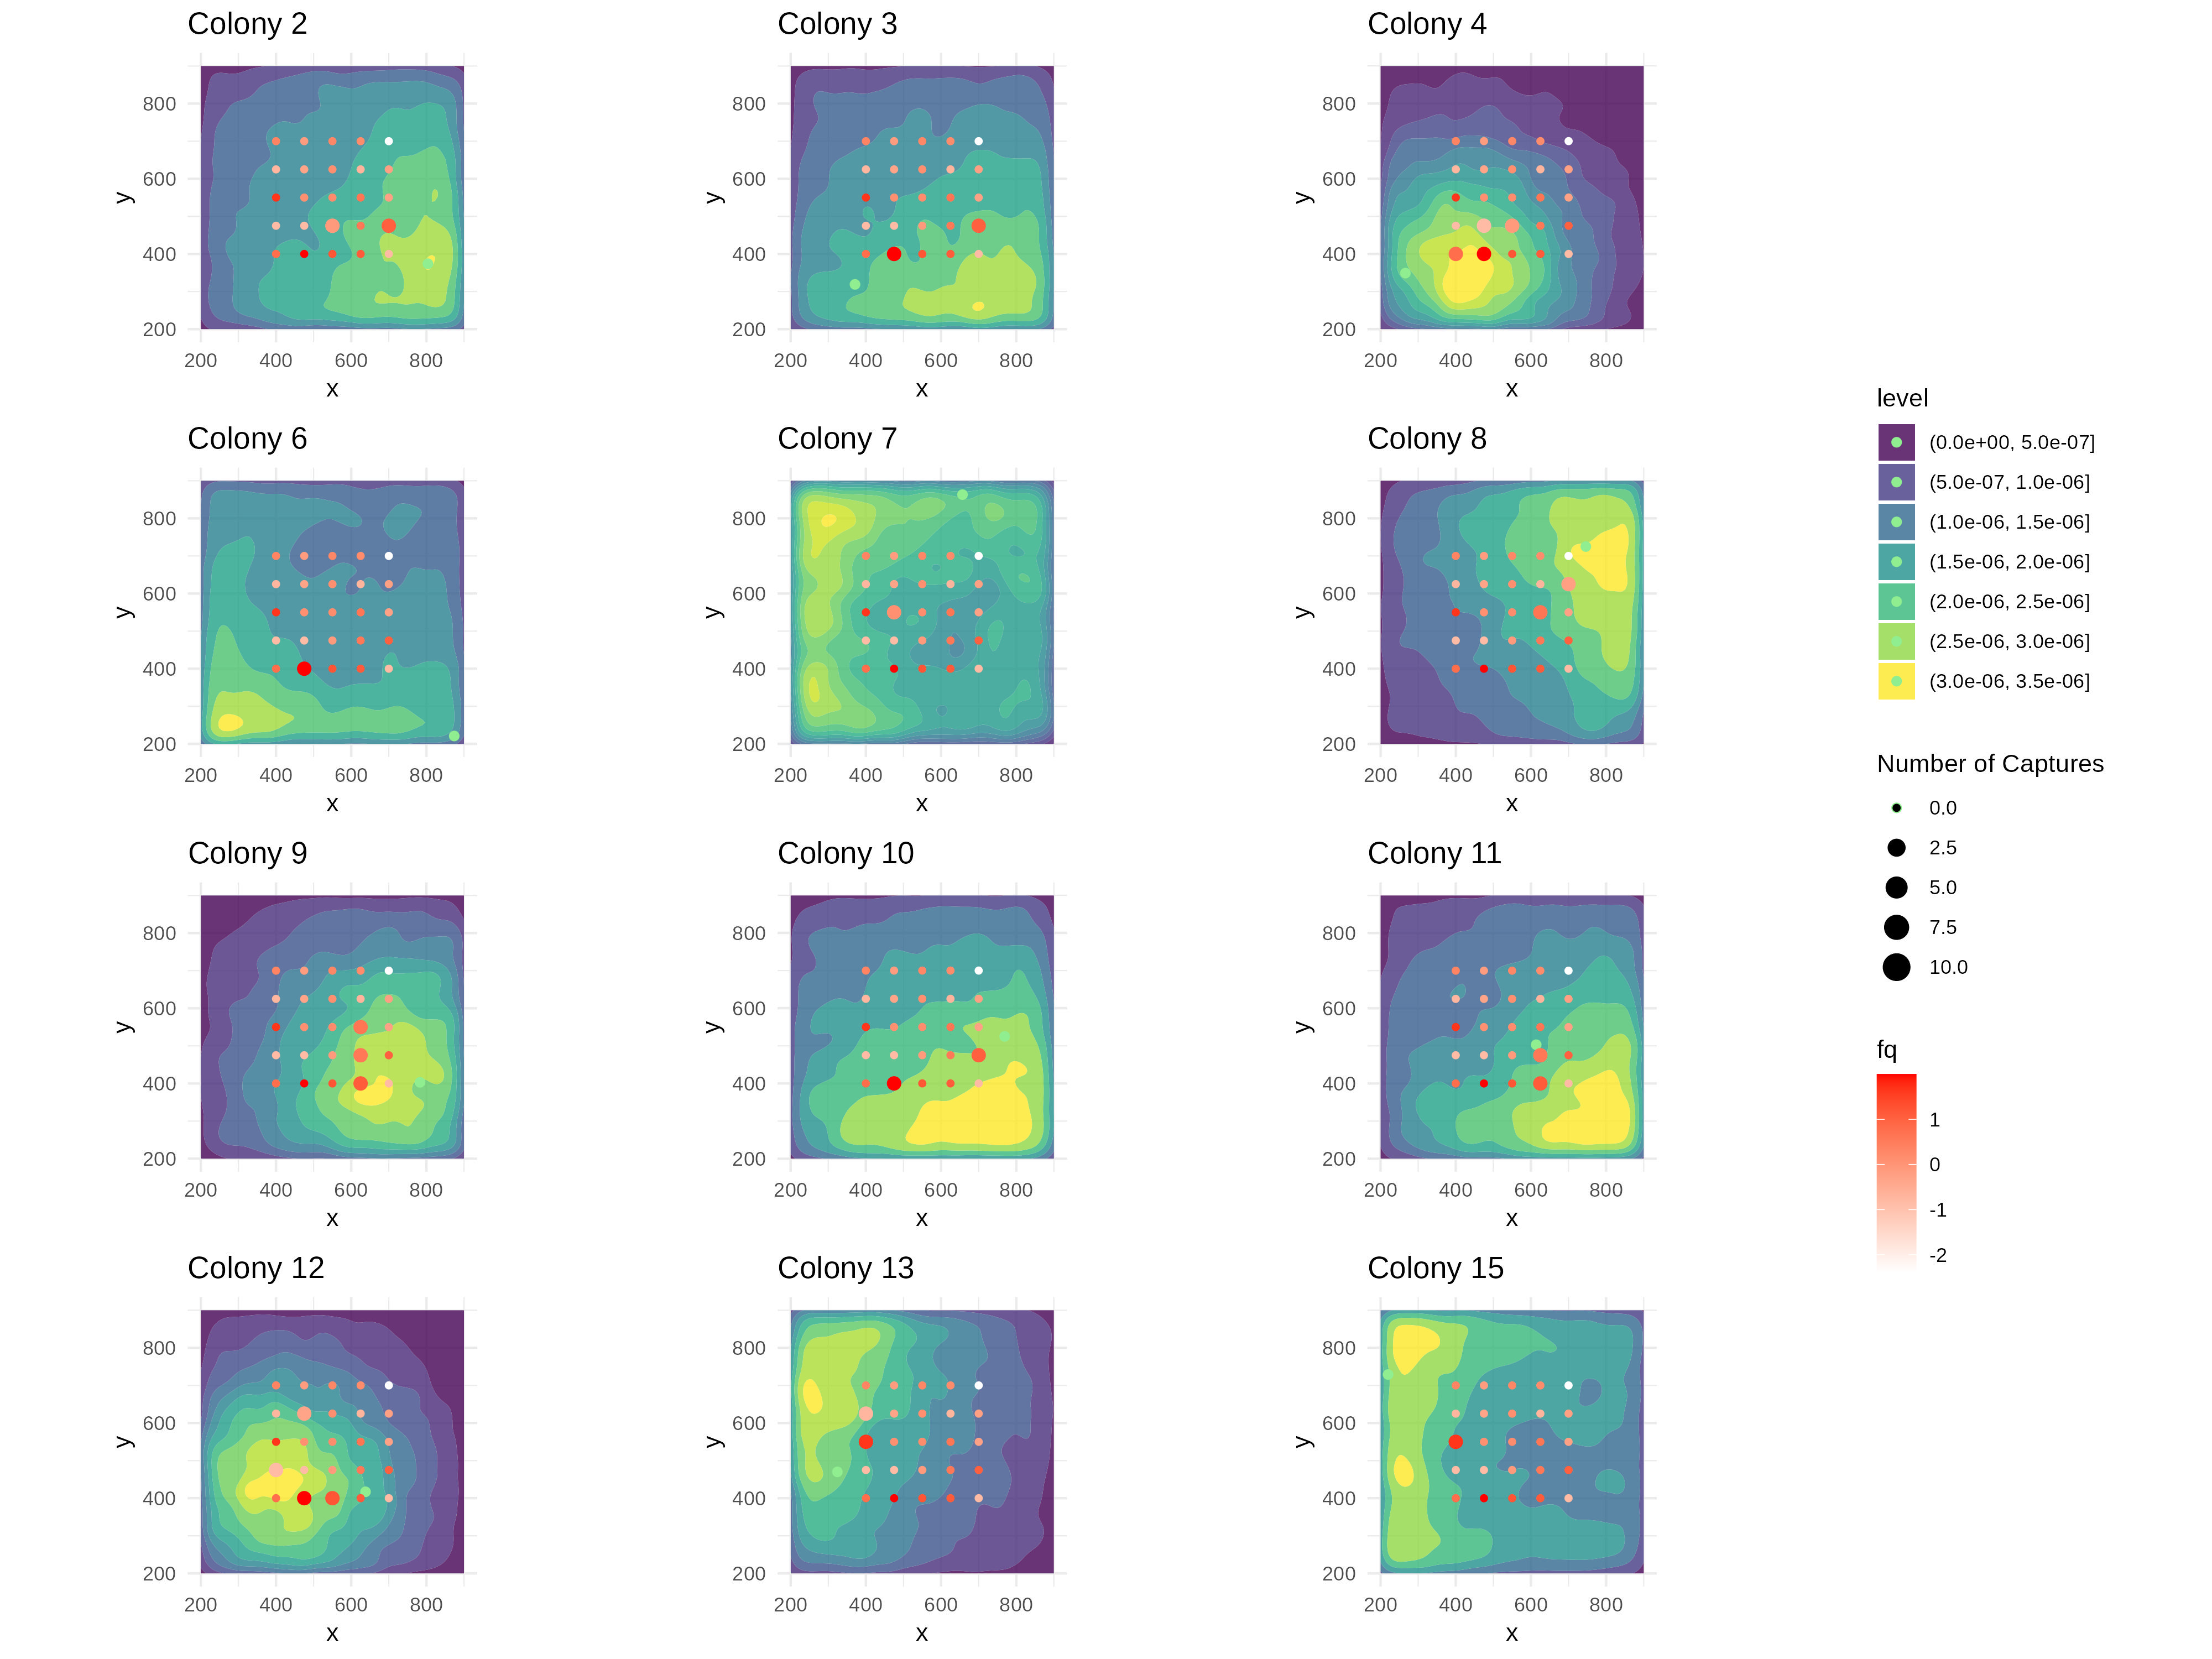 Colony 2
Colony 3
Colony 4
800
600
400
200
y
200 400 600 800
x
800
600
400
200
y
200 400 600 800
x
800
600
400
200
y
200 400 600 800
x
Colony 6
Colony 7
Colony 8
800
600
400
200
y
200 400 600 800
x
800
600
400
200
y
200 400 600 800
x
800
600
400
200
y
200 400 600 800
x
Colony 9
Colony 10
Colony 11
800
600
400
200
y
200 400 600 800
x
800
600
400
200
y
200 400 600 800
x
800
600
400
200
y
200 400 600 800
x
Colony 12
Colony 13
Colony 15
800
600
400
200
y
200 400 600 800
x
800
600
400
200
y
200 400 600 800
x
800
600
400
200
y
200 400 600 800
x
level
(0.0e+00, 5.0e-07]
(5.0e-07, 1.0e-06]
(1.0e-06, 1.5e-06]
(1.5e-06, 2.0e-06]
(2.0e-06, 2.5e-06]
(2.5e-06, 3.0e-06]
(3.0e-06, 3.5e-06]
Number of Captures
0.0
2.5
5.0
7.5
10.0
fq
1
0
-1
-2